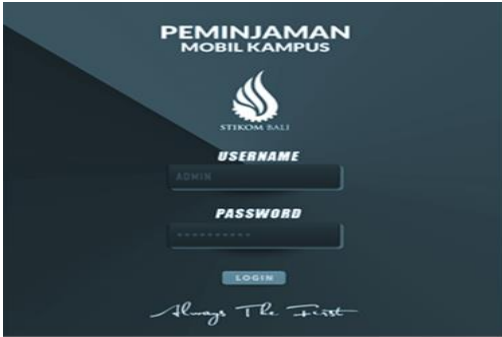 PEMINJAMAN
MOBIL KAMPUS
STIKOM BALI
USERNAME
ADMIN
PASSWORD
**********
LOGIN
Always The First